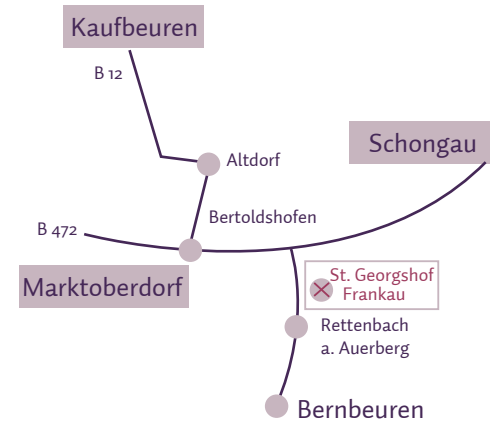 Kaufbeuren
B 12
Schongau
Altdorf
Bertoldshofen
B 472
St. Georgshof
Frankau
Marktoberdorf
Rettenbach
a. Auerberg
Bernbeuren